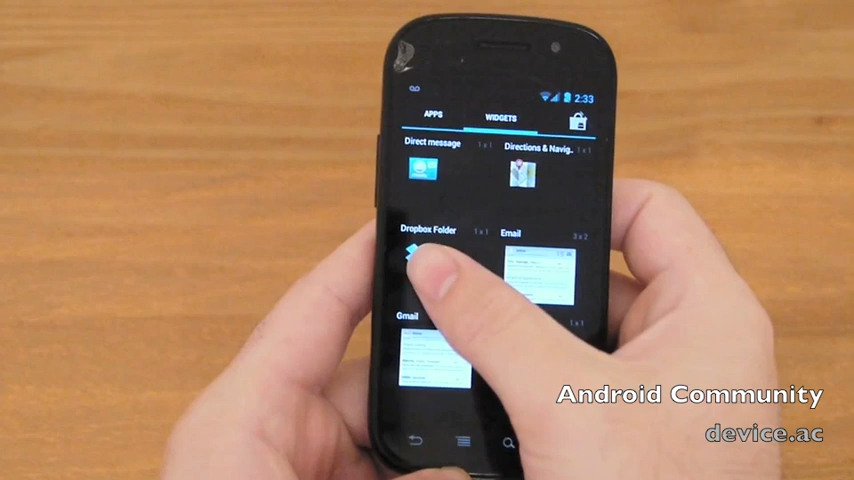 2:33
APPS WIDGETS
Direct message 1 x 1 Directions & Navig.. 1 x 1
Dropbox Folder 1 x 1 Email 3 x 2
Gmail 1 x 1
Android Community
device.ac